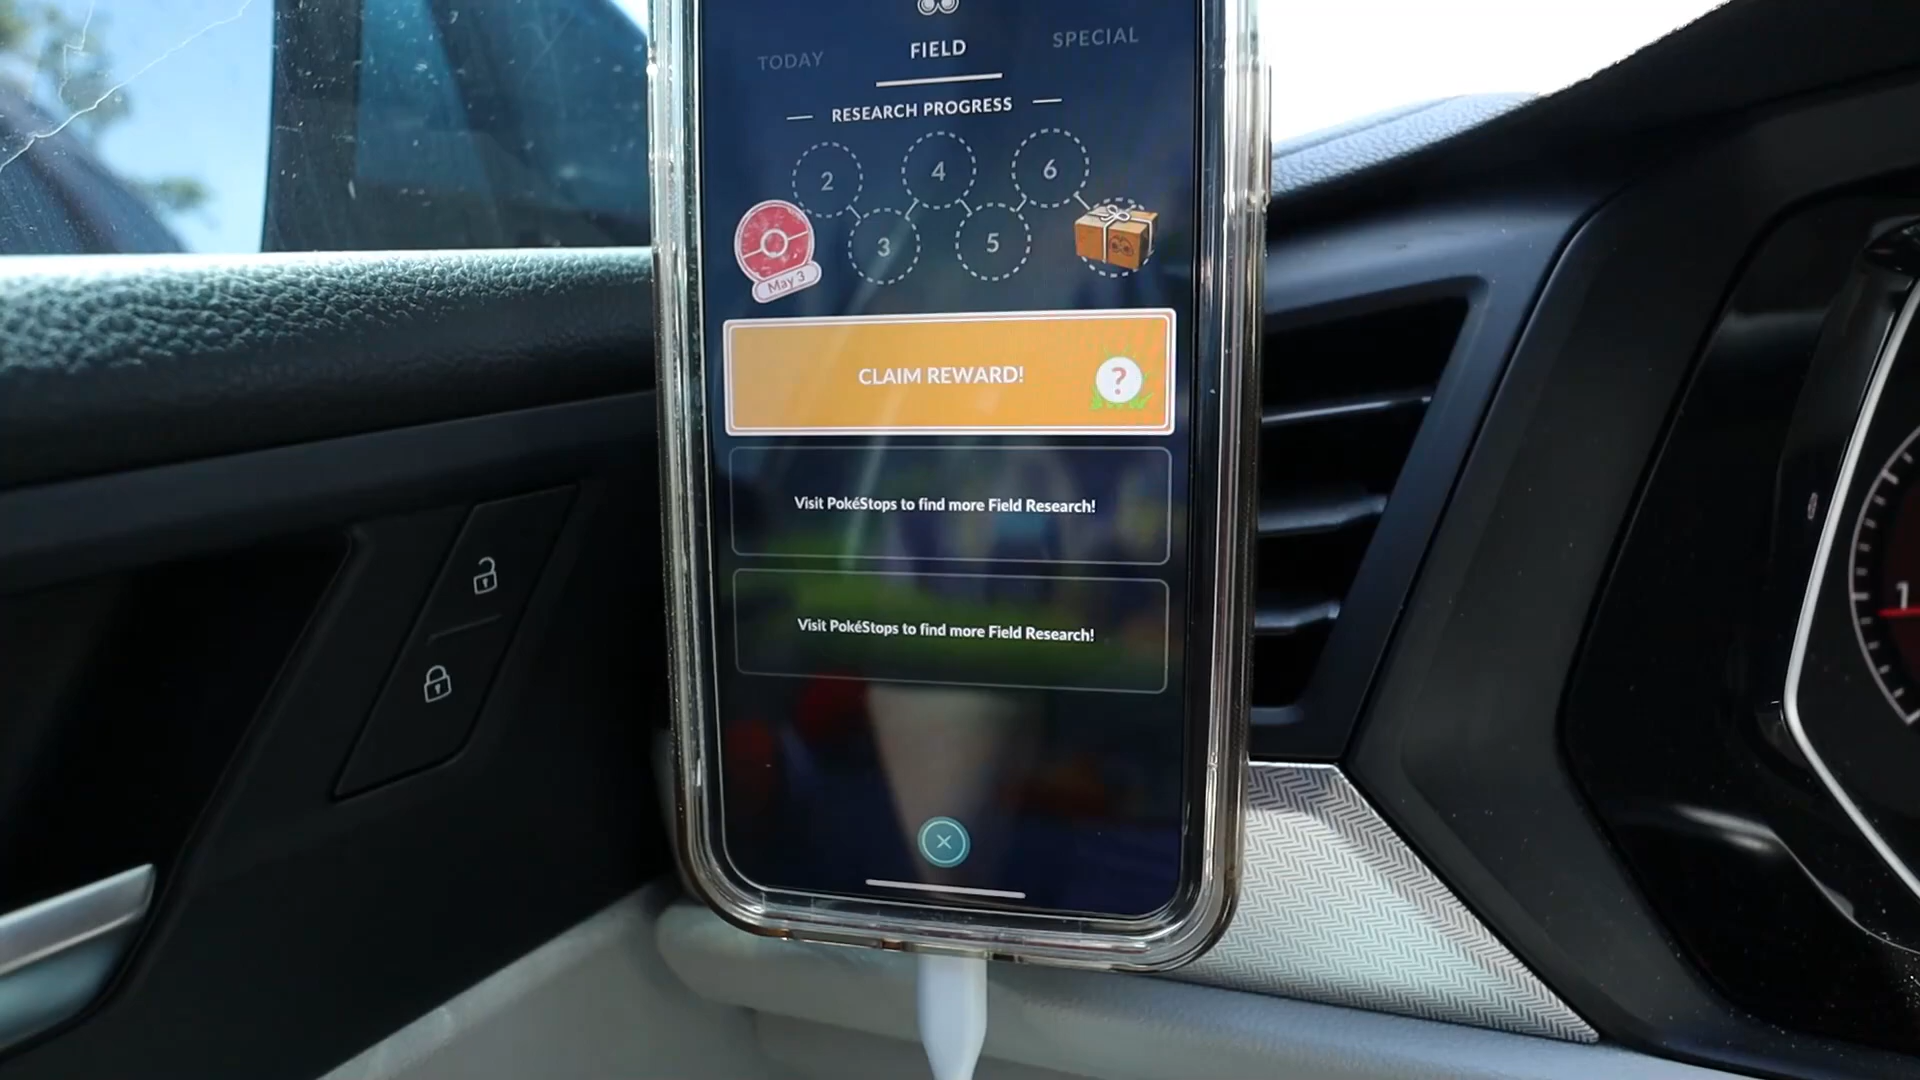 TODAY
FIELD
SPECIAL
RESEARCH PROGRESS
2
4
6
3
5
May 3
CLAIM REWARD!
?
Visit PokéStops to find more Field Research!
Visit PokéStops to find more Field Research!
1